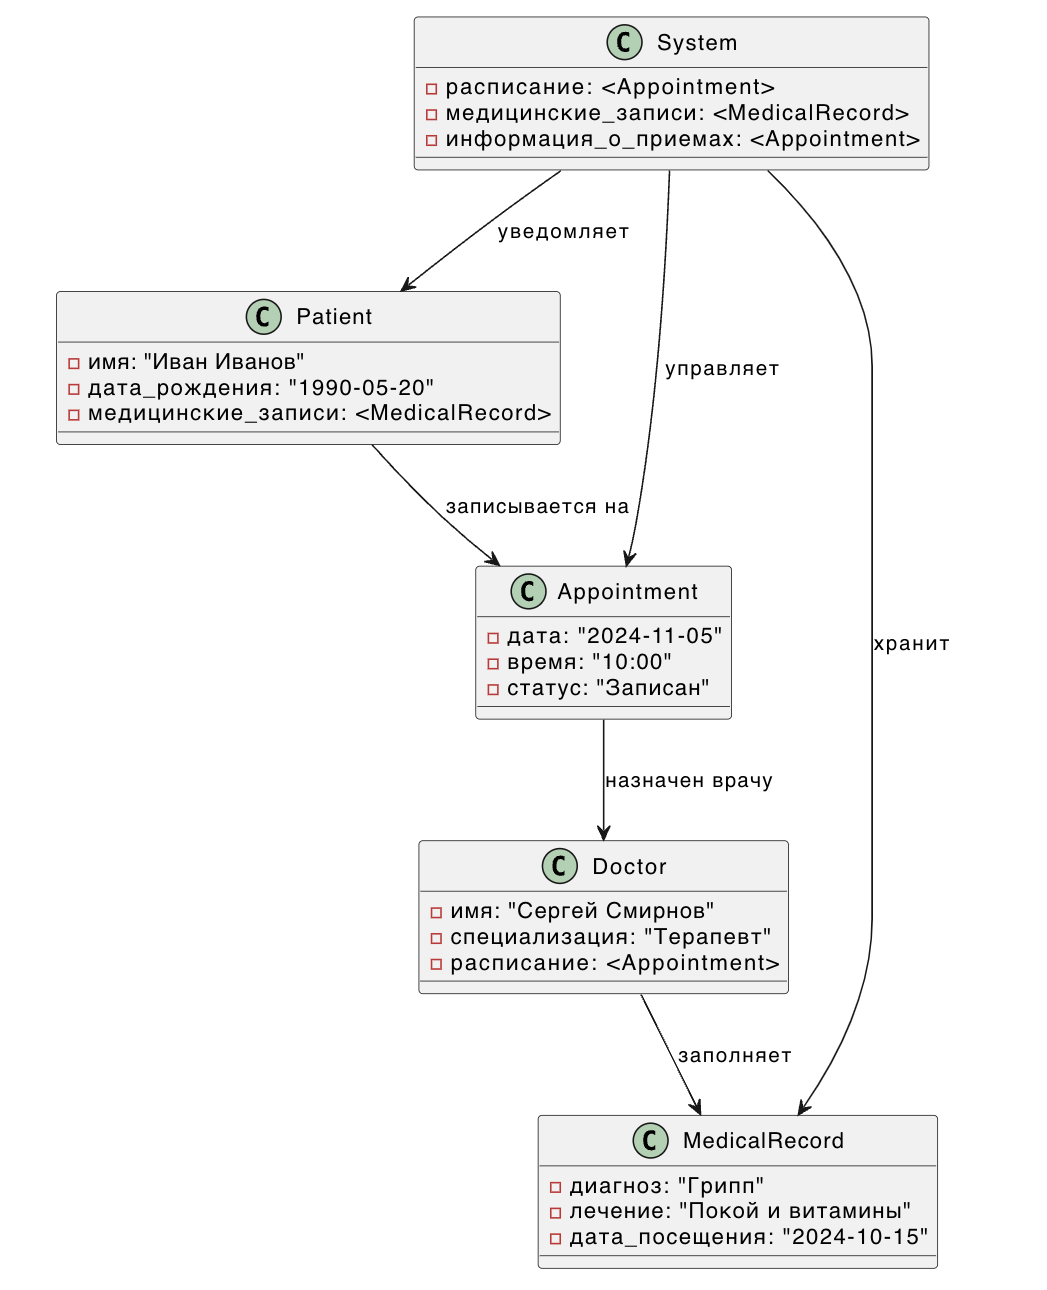 C System
расписание: <Appointment>
медицинские_записи: <MedicalRecord>
информация_о_приемах: <Appointment>
уведомляет
C Patient
имя: "Иван Иванов"
дата_рождения: "1990-05-20"
медицинские_записи: <MedicalRecord>
управляет
записывается на
C Appointment
дата: "2024-11-05"
время: "10:00"
статус: "Записан"
хранит
назначен врачу
C Doctor
имя: "Сергей Смирнов"
специализация: "Терапевт"
расписание: <Appointment>
заполняет
C MedicalRecord
диагноз: "Грипп"
лечение: "Покой и витамины"
дата_посещения: "2024-10-15"